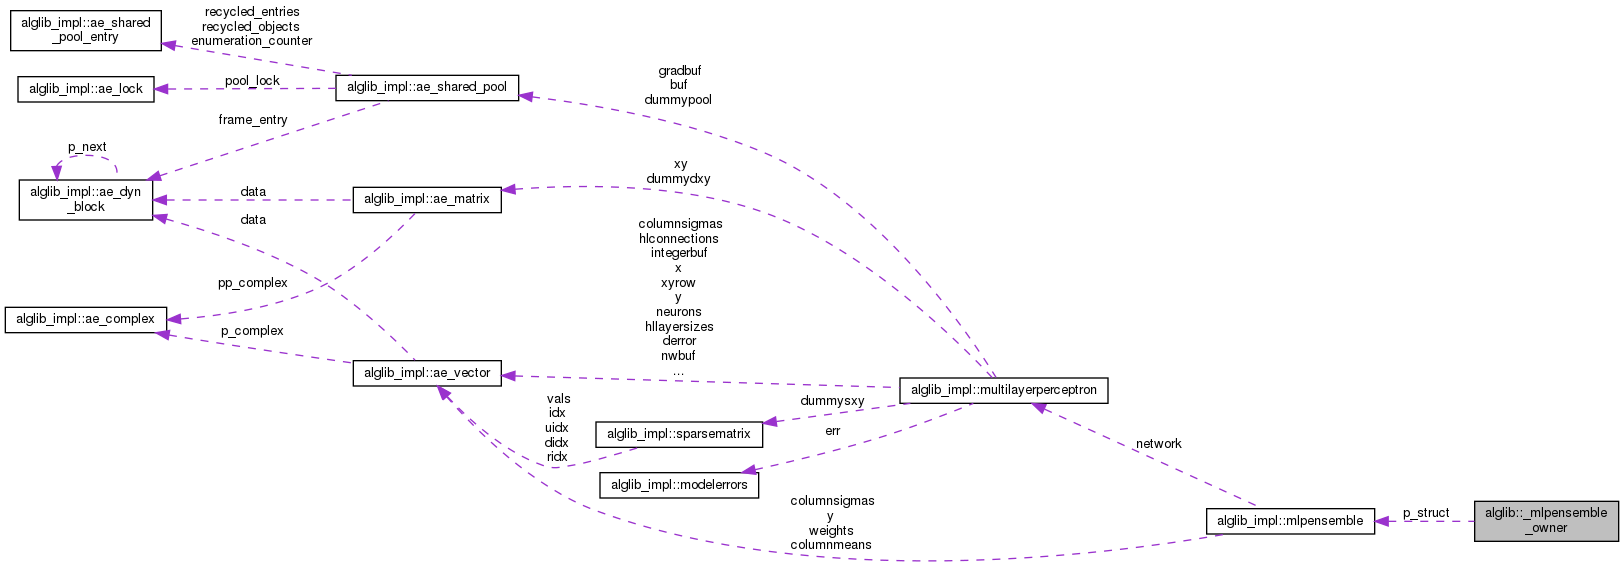 alglib_impl::ae_shared
_pool_entry
recycled_entries
recycled_objects
enumeration_counter
alglib_impl::ae_lock
pool_lock
alglib_impl::ae_shared_pool
gradbuf
buf
dummypool
frame_entry
p_next
alglib_impl::ae_dyn
_block
data
alglib_impl::ae_matrix
xy
dummydxy
data
columnsigmas
hlconnections
integerbuf
x
xyrow
y
neurons
hllayersizes
derror
nwbuf
...
pp_complex
alglib_impl::ae_complex
p_complex
alglib_impl::ae_vector
alglib_impl::multilayerperceptron
vals
idx
uidx
didx
ridx
dummysxy
alglib_impl::sparsematrix
err
alglib_impl::modelerrors
network
columnsigmas
y
weights
columnmeans
alglib_impl::mlpensemble
p_struct
alglib::_mlpensemble
_owner